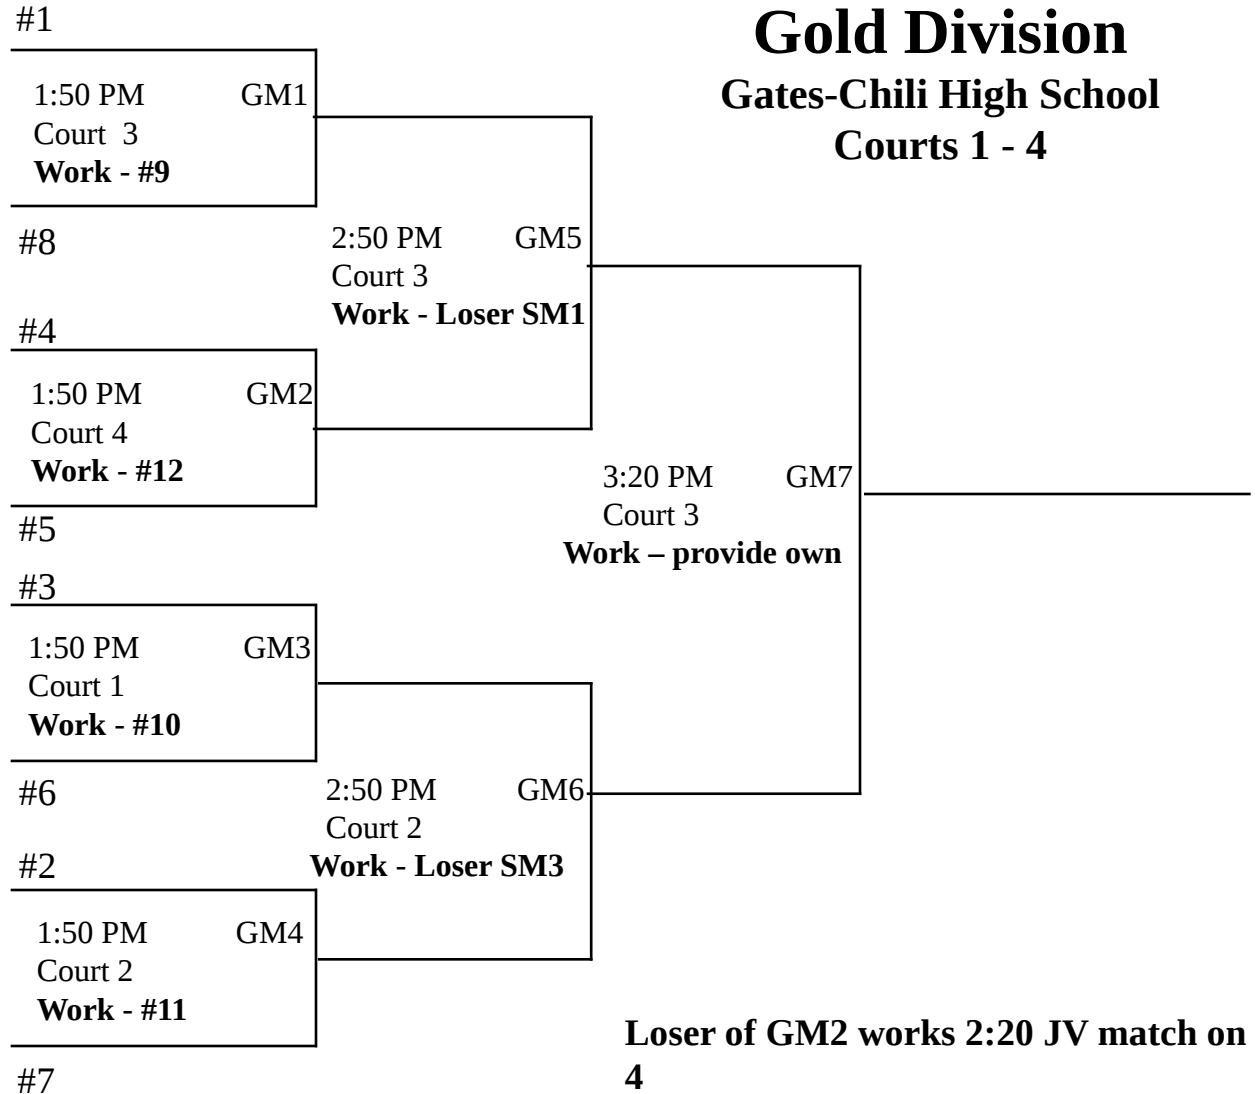 #1
Gold Division
Gates-Chili High School
Courts 1 - 4
1:50 PM GM1
Court 3
Work - #9
#8
2:50 PM GM5
Court 3
Work - Loser SM1
#4
1:50 PM GM2
Court 4
Work - #12
#5
3:20 PM GM7
Court 3
Work – provide own
#3
1:50 PM GM3
Court 1
Work - #10
#6
2:50 PM GM6
Court 2
Work - Loser SM3
#2
1:50 PM GM4
Court 2
Work - #11
#7
Loser of GM2 works 2:20 JV match on
4